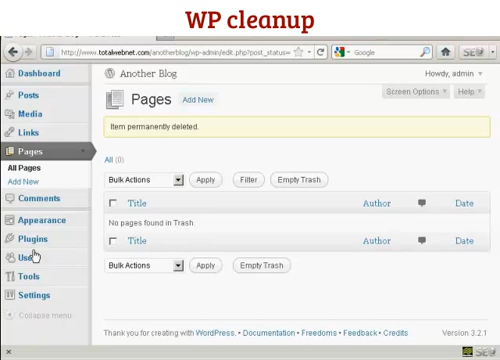 WP cleanup
http://www.totalwebnet.com/anotherblog/wp-admin/edit.php?post_status=
Google
SEO
Dashboard
Another Blog
Howdy, admin
Posts
Pages
Add New
Screen Options
Help
Media
Links
Item permanently deleted.
Pages
All Pages
All (0)
Add New
Bulk Actions
Apply
Filter
Empty Trash
Comments
Title
Author
Date
Appearance
No pages found in Trash.
Plugins
Title
Author
Date
Users
Bulk Actions
Apply
Empty Trash
Tools
Settings
Collapse menu
Thank you for creating with WordPress. • Documentation • Freedoms • Feedback • Credits
Version 3.2.1
SEO